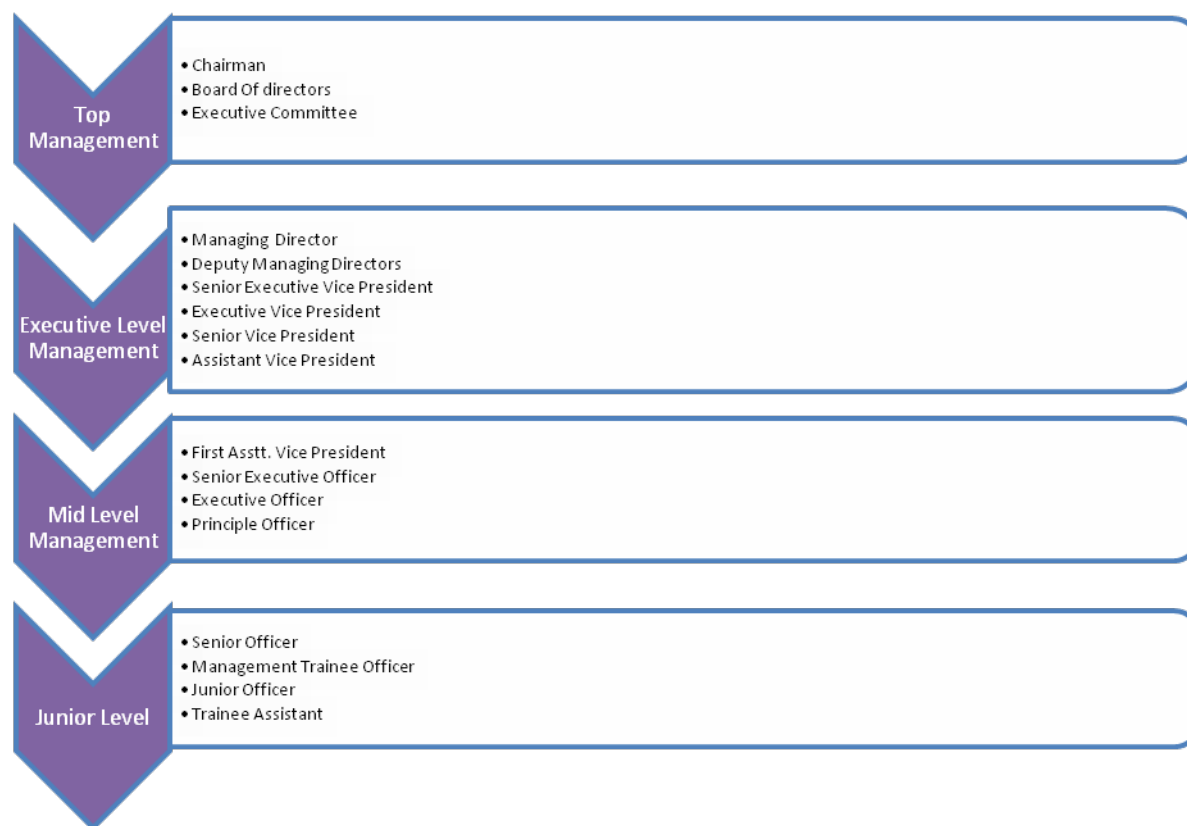 Top
Management
• Chairman
• Board Of directors
• Executive Committee
Executive Level
Management
• Managing Director
• Deputy Managing Directors
• Senior Executive Vice President
• Executive Vice President
• Senior Vice President
• Assistant Vice President
Mid Level
Management
• First Asstt. Vice President
• Senior Executive Officer
• Executive Officer
• Principle Officer
Junior Level
• Senior Officer
• Management Trainee Officer
• Junior Officer
• Trainee Assistant